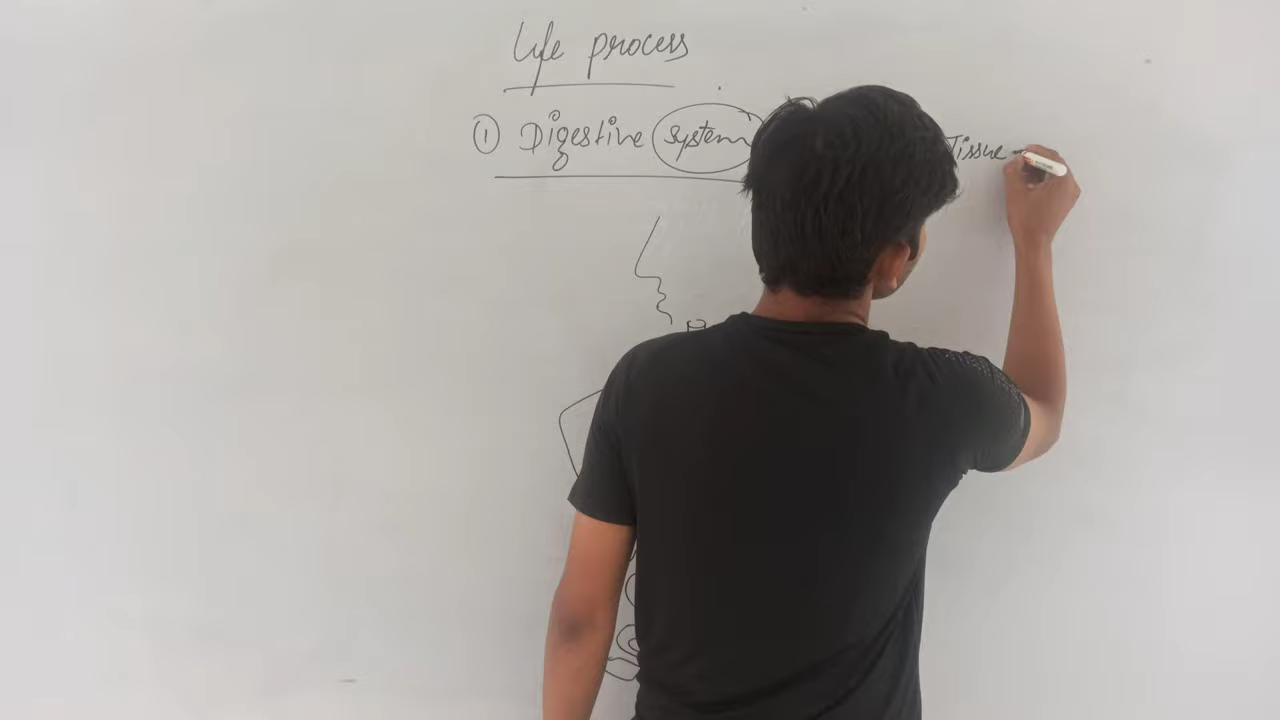 Life process
① Digestive system
Tissue